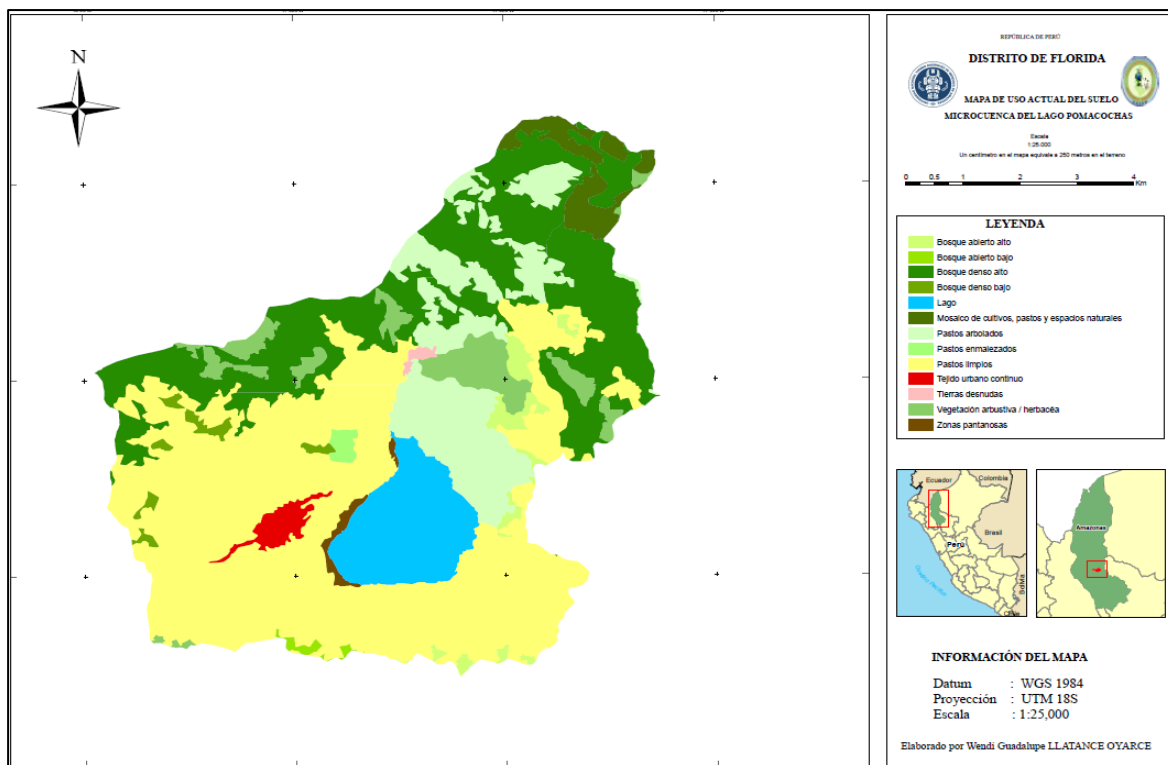 N
REPÚBLICA DE PERÚ
DISTRITO DE FLORIDA
MAPA DE USO ACTUAL DEL SUELO
MICROCUENCA DEL LAGO POMACOCHAS
Escala
1:25.000
Un centímetro en el mapa equivale a 250 metros en el terreno
0 0.5 1 2 3 4
Km
LEYENDA
Bosque abierto alto
Bosque abierto bajo
Bosque denso alto
Bosque denso bajo
Lago
Mosaico de cultivos, pastos y espacios naturales
Pastos arbolados
Pastos enmalezados
Pastos limpios
Tejido urbano continuo
Tierras desnudas
Vegetación arbustiva / herbacéa
Zonas pantanosas
Ecuador
Colombia
Brasil
Perú
Amazonas
INFORMACIÓN DEL MAPA
Datum : WGS 1984
Proyección : UTM 18S
Escala : 1:25,000
Elaborado por Wendi Guadalupe LLATANCE OYARCE